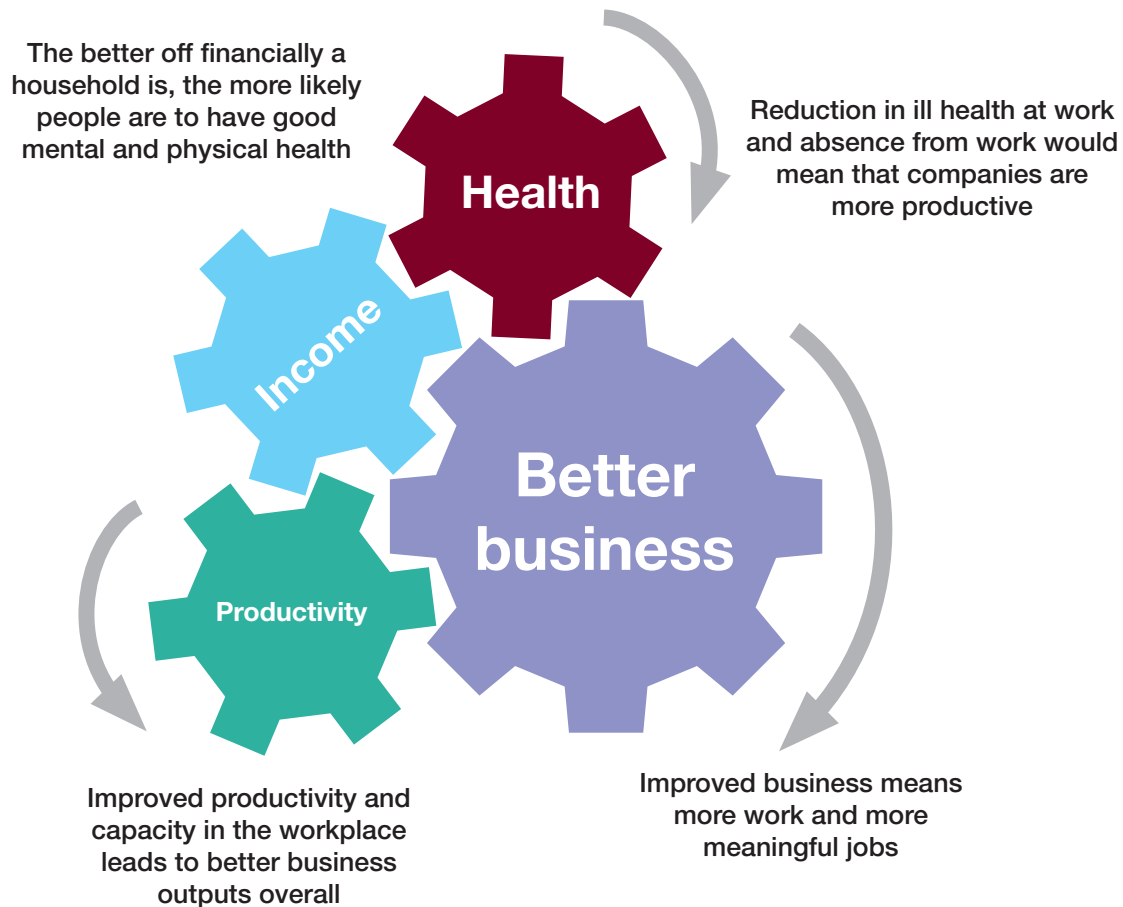 The better off financially a
household is, the more likely
people are to have good
mental and physical health
Health
Reduction in ill health at work
and absence from work would
mean that companies are
more productive
Income
Better
business
Productivity
Improved productivity and
capacity in the workplace
leads to better business
outputs overall
Improved business means
more work and more
meaningful jobs